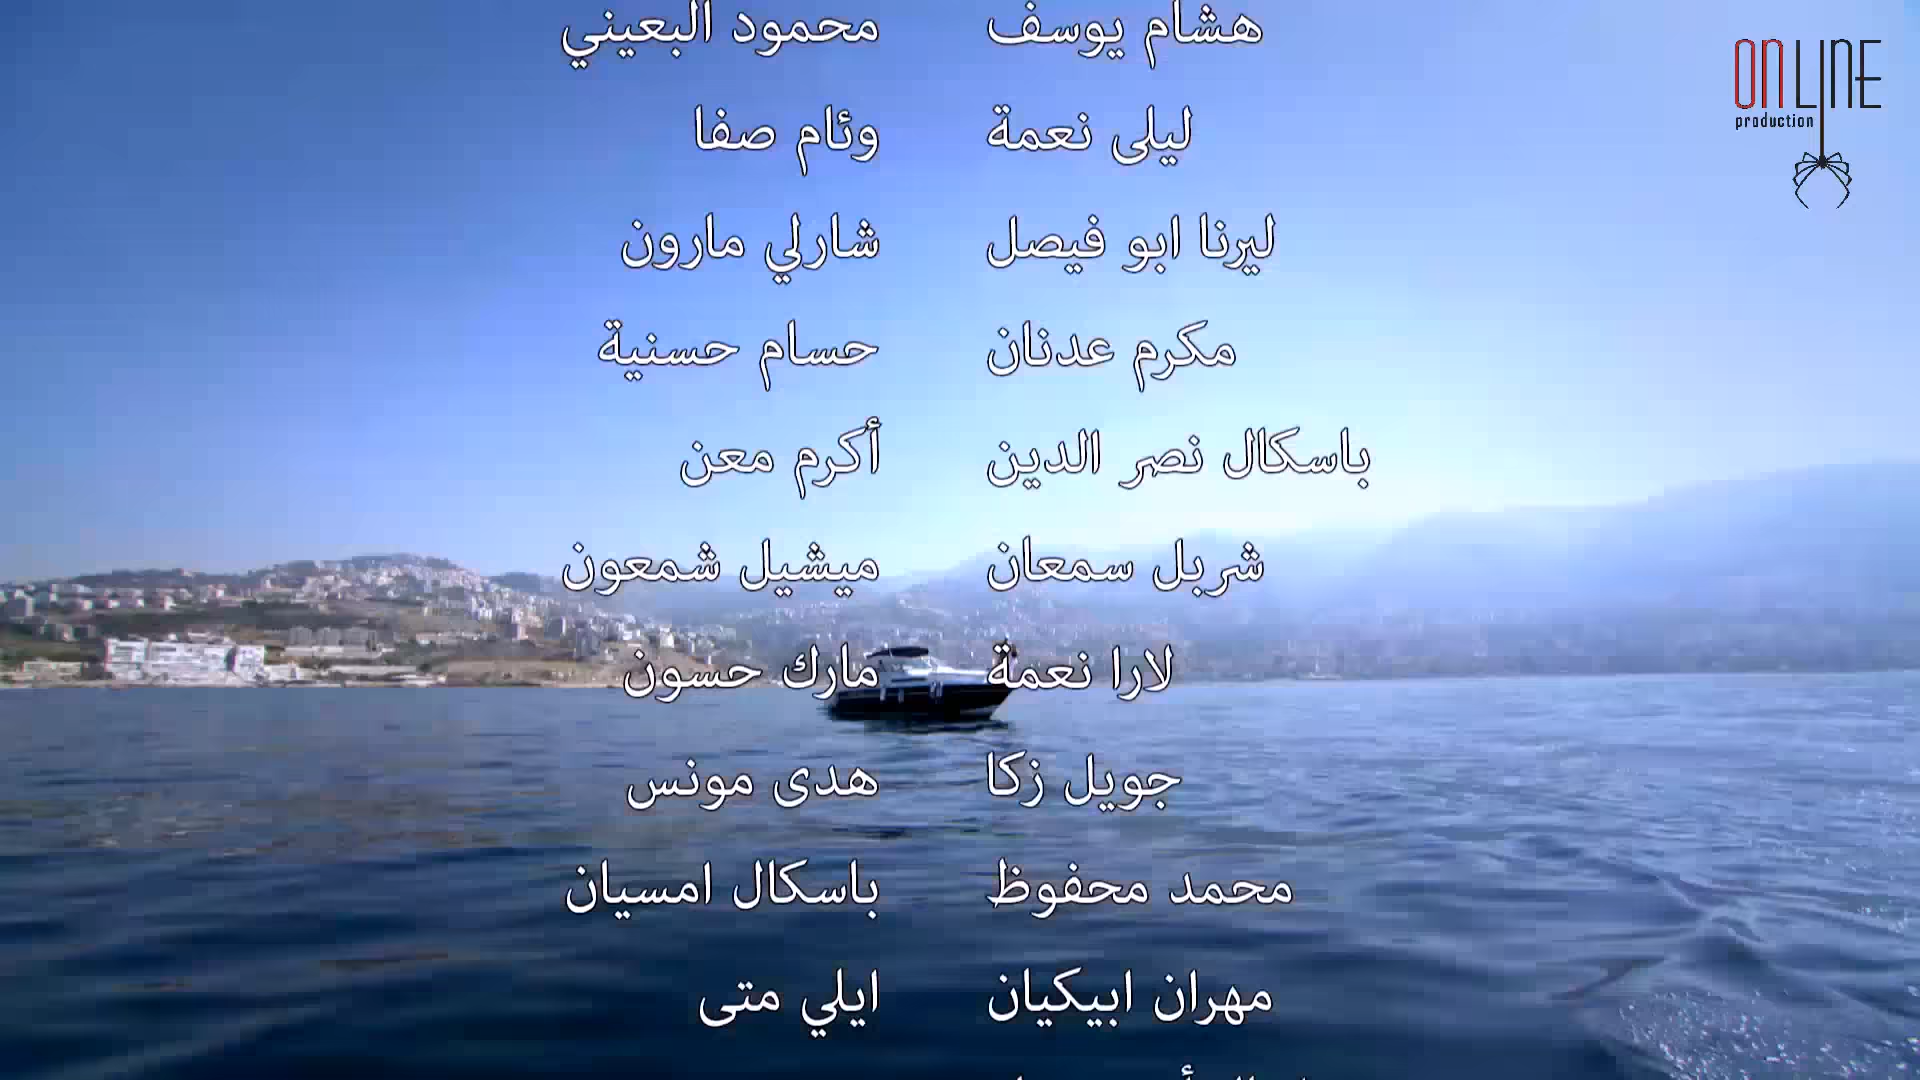 هشام يوسف محمود البعيني
ليلى نعمة وئام صفا
ليرنا ابو فيصل شارلي مارون
مكرم عدنان حسام حسنية
باسكال نصر الدين أكرم معن
شربل سمعان ميشيل شمعون
لارا نعمة مارك حسون
جويل زكا هدى مونس
محمد محفوظ باسكال امسيان
مهران ابيكيان ايلي متى
ONLINE
production